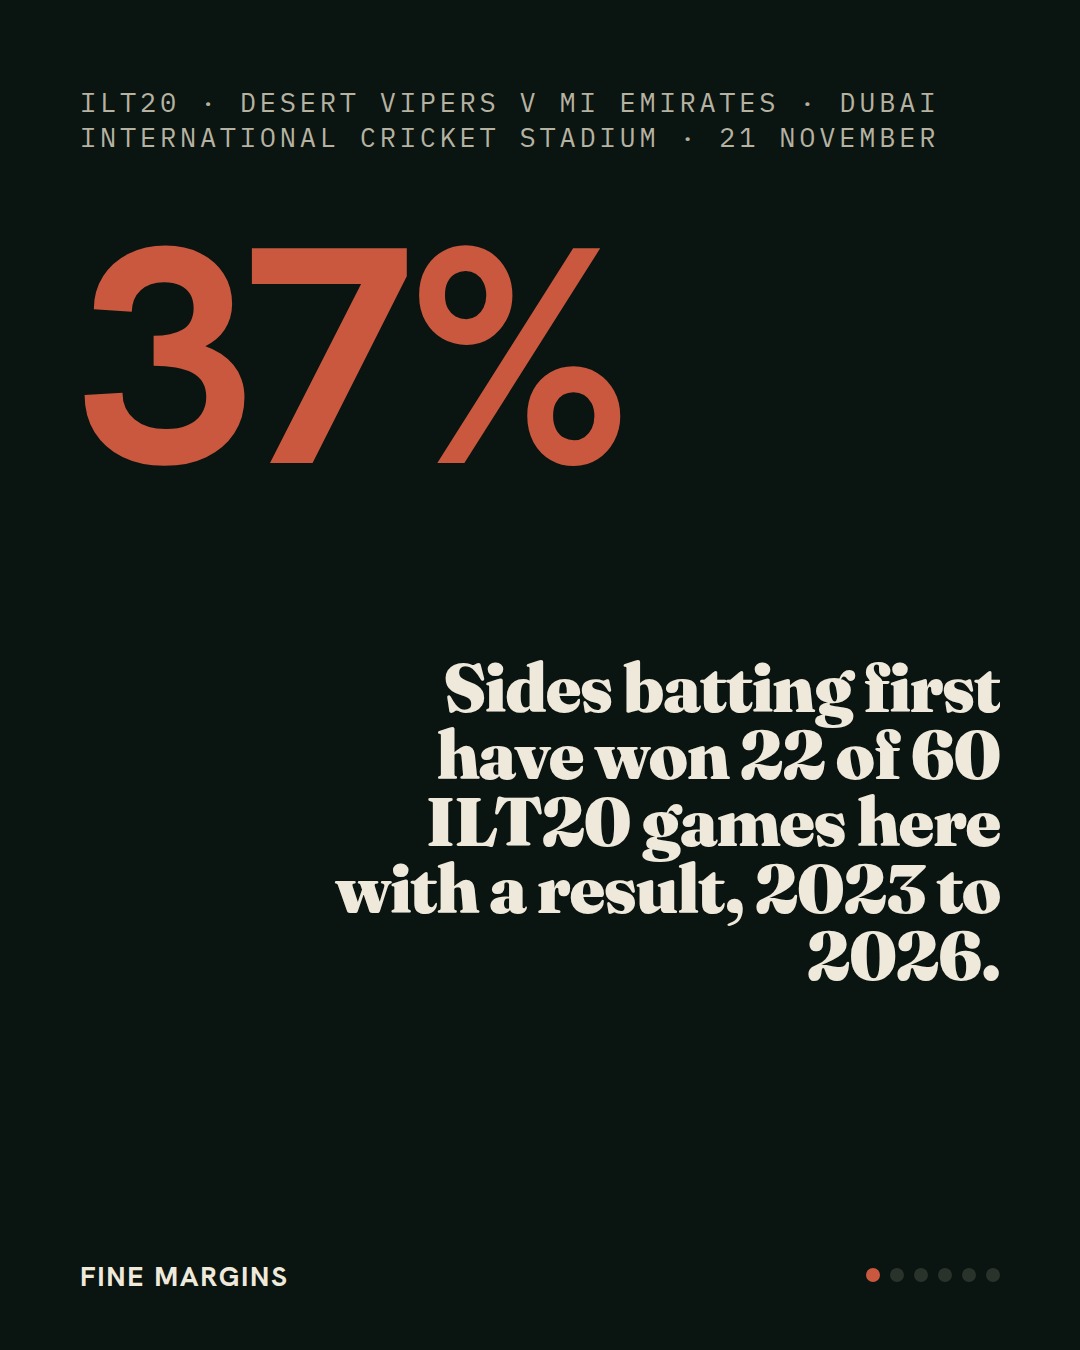 ILT20 · DESERT VIPERS V MI EMIRATES · DUBAI
INTERNATIONAL CRICKET STADIUM · 21 NOVEMBER
37%
Sides batting first
have won 22 of 60
ILT20 games here
with a result, 2023 to
2026.
FINE MARGINS